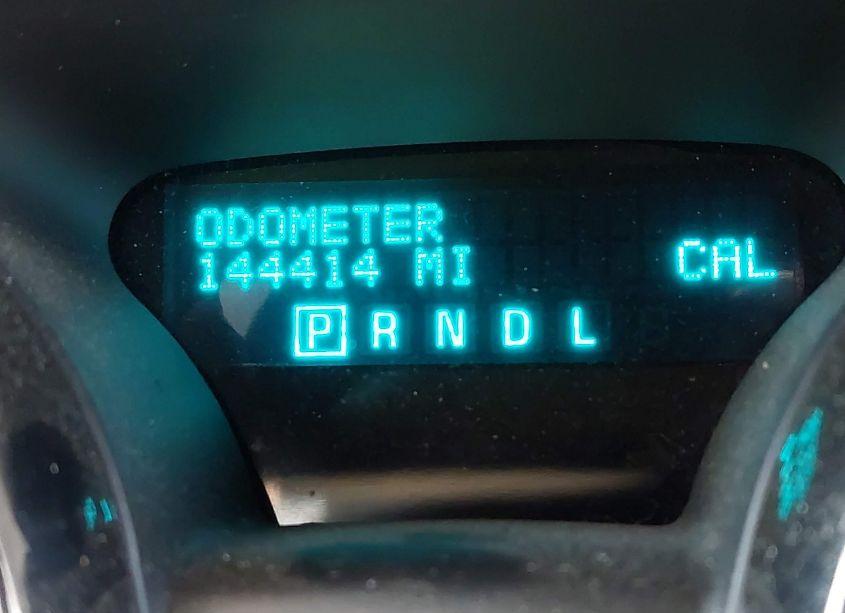 ODOMETER
144414 MI CAL
P R N D L